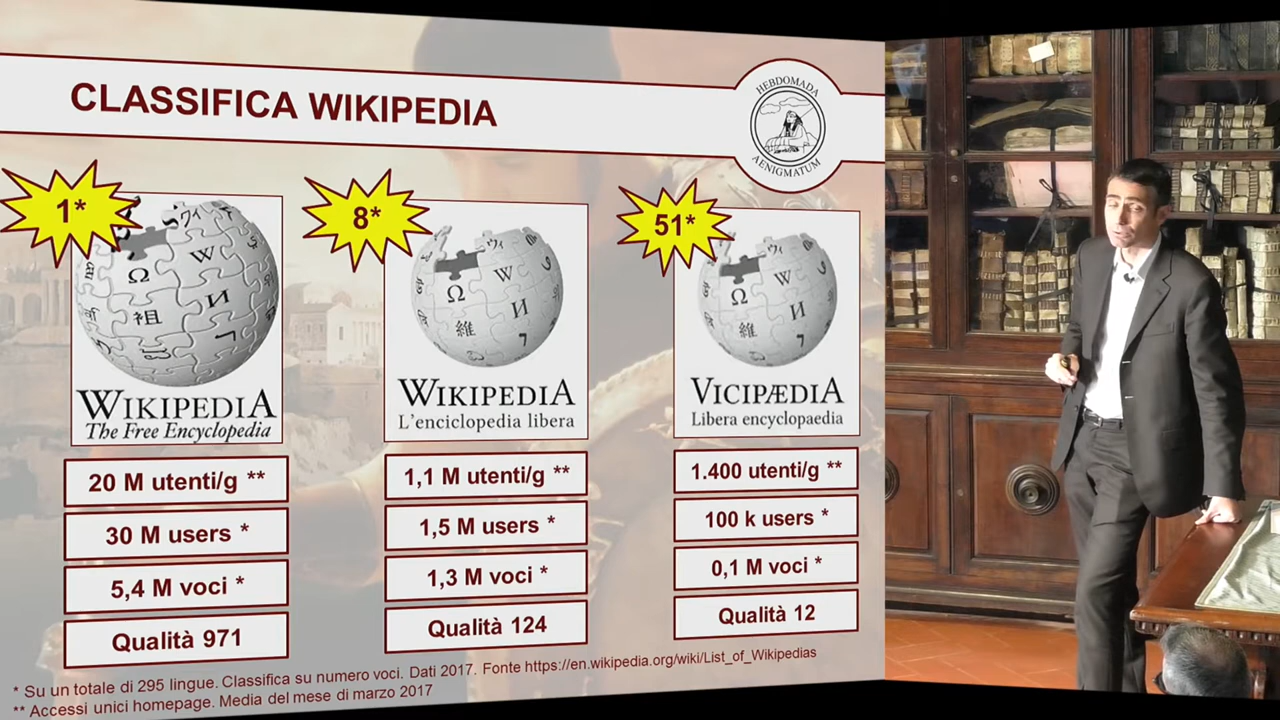 CLASSIFICA WIKIPEDIA
HEBDOMADA
AENIGMATUM
1*
8*
51*
Ω
W
И
祖
WIKIPEDIA
The Free Encyclopedia
Ω
W
И
維
WIKIPEDIA
L'enciclopedia libera
Ω
W
И
維
VICIPÆDIA
Libera encyclopaedia
20 M utenti/g **
30 M users *
5,4 M voci *
Qualità 971
1,1 M utenti/g **
1,5 M users *
1,3 M voci *
Qualità 124
1.400 utenti/g **
100 k users *
0,1 M voci *
Qualità 12
* Su un totale di 295 lingue. Classifica su numero voci. Dati 2017. Fonte https://en.wikipedia.org/wiki/List_of_Wikipedias
** Accessi unici homepage. Media del mese di marzo 2017